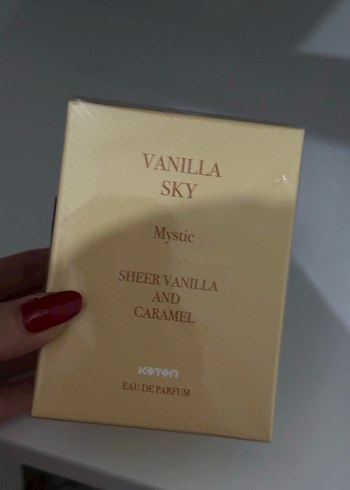 VANILLA
SKY
Mystic
SHEER VANILLA
AND
CARAMEL
KOTON
EAU DE PARFUM